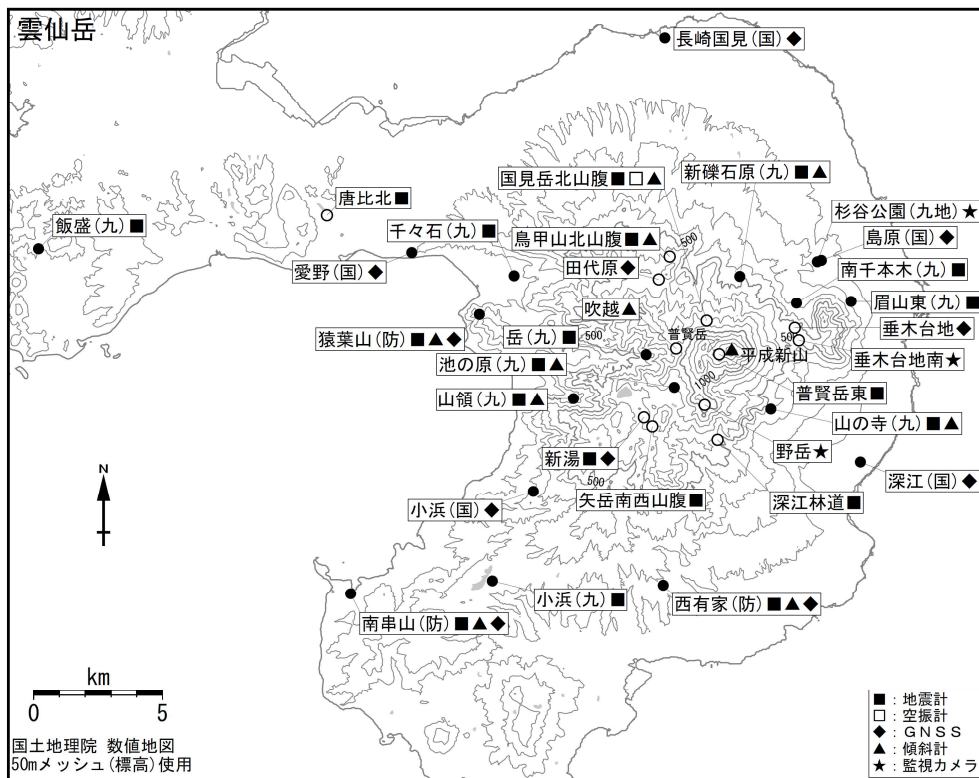 雲仙岳
長崎国見(国)◆
国見岳北山腹■□▲
新礫石原(九)■▲
唐比北■
杉谷公園(九地)★
飯盛(九)■
千々石(九)■
鳥甲山北山腹■▲
500
島原(国)◆
愛野(国)◆
田代原◆
南千本木(九)■
吹越▲
眉山東(九)■
猿葉山(防)■▲◆
岳(九)■
500
普賢岳
500
垂木台地◆
池の原(九)■▲
平成新山
垂木台地南★
1000
山領(九)■▲
普賢岳東■
山の寺(九)■▲
新湯■◆
野岳★
500
深江(国)◆
小浜(国)◆
矢岳南西山腹■
深江林道■
N
小浜(九)■
西有家(防)■▲◆
南串山(防)■▲◆
km
0 5
国土地理院 数値地図
50mメッシュ(標高)使用
■:地震計
□:空振計
◆:GNSS
▲:傾斜計
★:監視カメラ